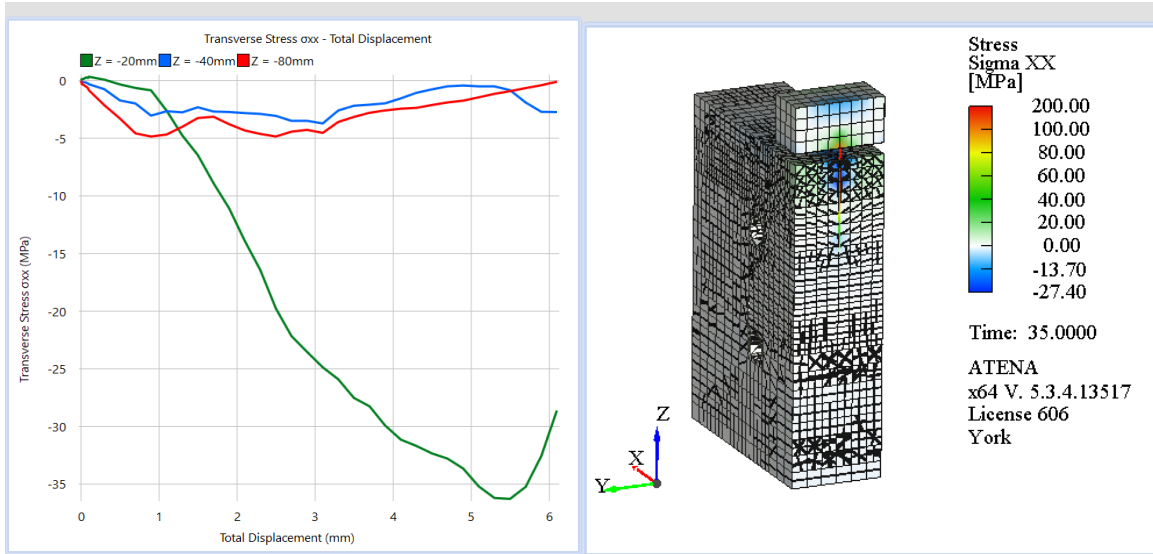 Transverse Stress σxx - Total Displacement
Z = -20mm Z = -40mm Z = -80mm
0
-5
-10
-15
-20
-25
-30
-35
Transverse Stress σxx (MPa)
0 1 2 3 4 5 6
Total Displacement (mm)
Stress
Sigma XX
[MPa]
200.00
100.00
80.00
60.00
40.00
20.00
0.00
-13.70
-27.40
Time: 35.0000
ATENA
x64 V. 5.3.4.13517
License 606
York
Z
X
Y